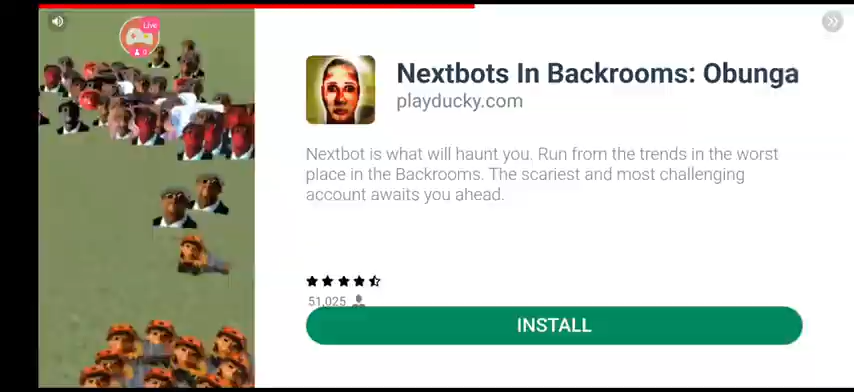 Live
0
Nextbots In Backrooms: Obunga
playducky.com
Nextbot is what will haunt you. Run from the trends in the worst
place in the Backrooms. The scariest and most challenging
account awaits you ahead.
51,025
INSTALL